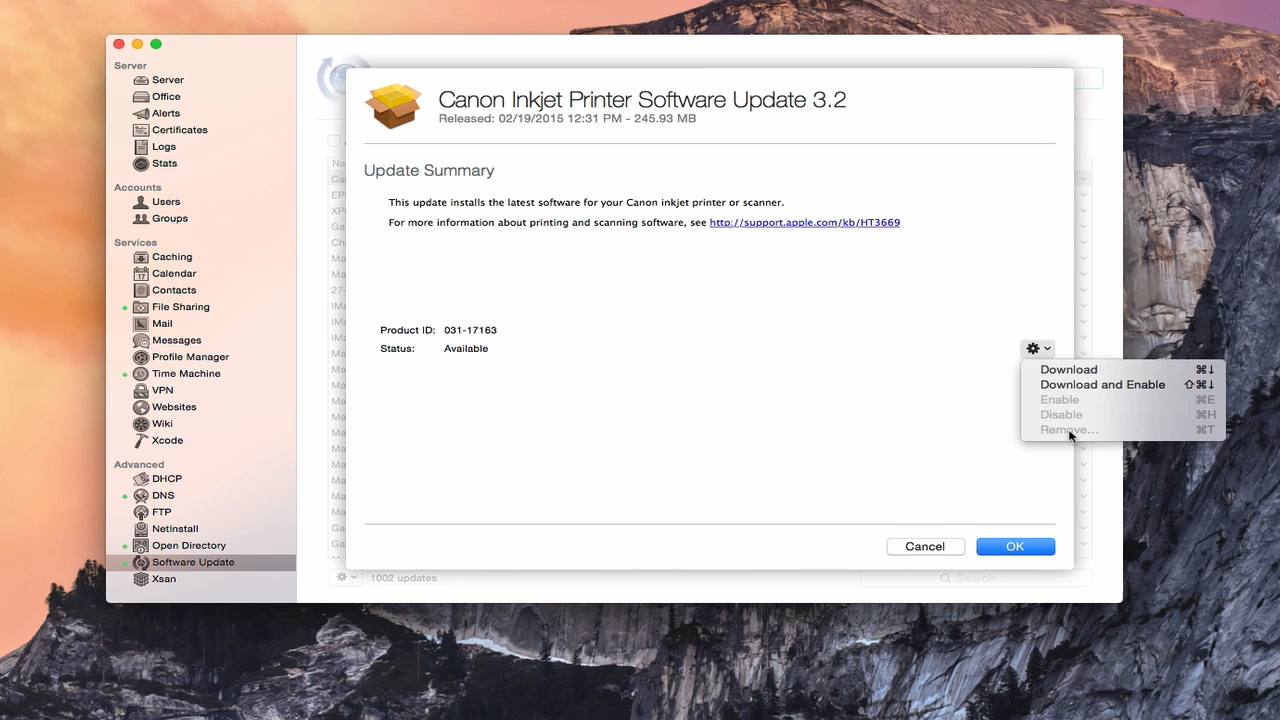 Server
Server
Office
Alerts
Certificates
Logs
Stats
Accounts
Users
Groups
Services
Caching
Calendar
17
Contacts
File Sharing
Mail
Messages
Profile Manager
Time Machine
VPN
Websites
Wiki
Xcode
Advanced
DHCP
DNS
FTP
NetInstall
Open Directory
Software Update
Xsan
Canon Inkjet Printer Software Update 3.2
Released: 02/19/2015 12:31 PM - 245.93 MB
Update Summary
This update installs the latest software for your Canon inkjet printer or scanner.
For more information about printing and scanning software, see http://support.apple.com/kb/HT3669
Product ID: 031-17163
Status: Available
Download ⌘↓
Download and Enable ⇧⌘↓
Enable ⌘E
Disable ⌘H
Remove... ⌘T
Cancel OK
1002 updates
Search